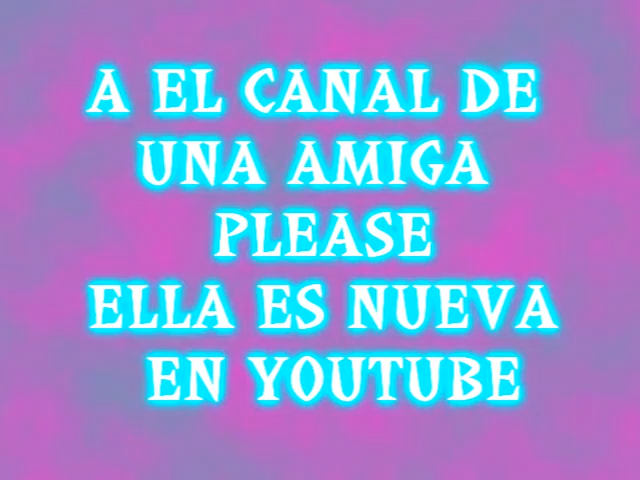 A EL CANAL DE
UNA AMIGA
PLEASE
ELLA ES NUEVA
EN YOUTUBE